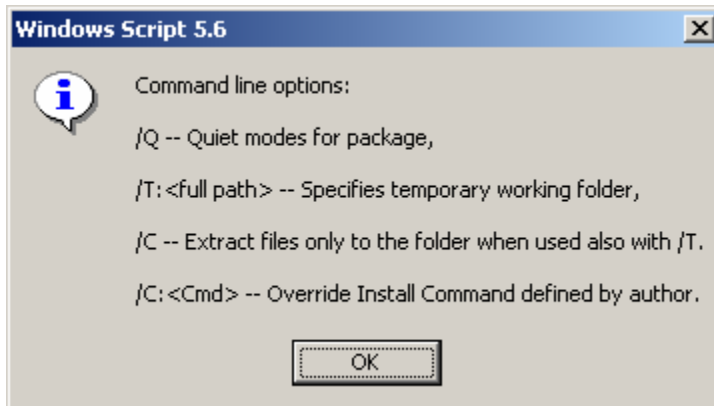 Windows Script 5.6
Command line options:
/Q -- Quiet modes for package,
/T:<full path> -- Specifies temporary working folder,
/C -- Extract files only to the folder when used also with /T.
/C:<Cmd> -- Override Install Command defined by author.
OK